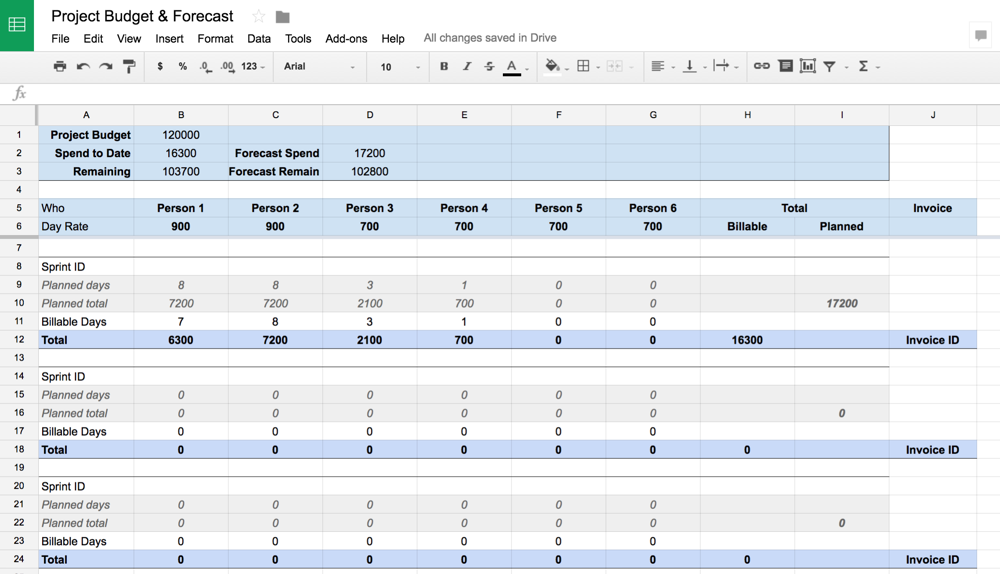 Project Budget & Forecast
File Edit View Insert Format Data Tools Add-ons Help All changes saved in Drive
$ % .0 .00 123 Arial 10 B I S A Σ
fx
A B C D E F G H I J
1 Project Budget 120000
2 Spend to Date 16300 Forecast Spend 17200
3 Remaining 103700 Forecast Remain 102800
4
5 Who Person 1 Person 2 Person 3 Person 4 Person 5 Person 6 Total Invoice
6 Day Rate 900 900 700 700 700 700 Billable Planned
7
8 Sprint ID
9 Planned days 8 8 3 1 0 0
10 Planned total 7200 7200 2100 700 0 0 17200
11 Billable Days 7 8 3 1 0 0
12 Total 6300 7200 2100 700 0 0 16300 Invoice ID
13
14 Sprint ID
15 Planned days 0 0 0 0 0 0
16 Planned total 0 0 0 0 0 0 0
17 Billable Days 0 0 0 0 0 0
18 Total 0 0 0 0 0 0 0 Invoice ID
19
20 Sprint ID
21 Planned days 0 0 0 0 0 0
22 Planned total 0 0 0 0 0 0 0
23 Billable Days 0 0 0 0 0 0
24 Total 0 0 0 0 0 0 0 Invoice ID